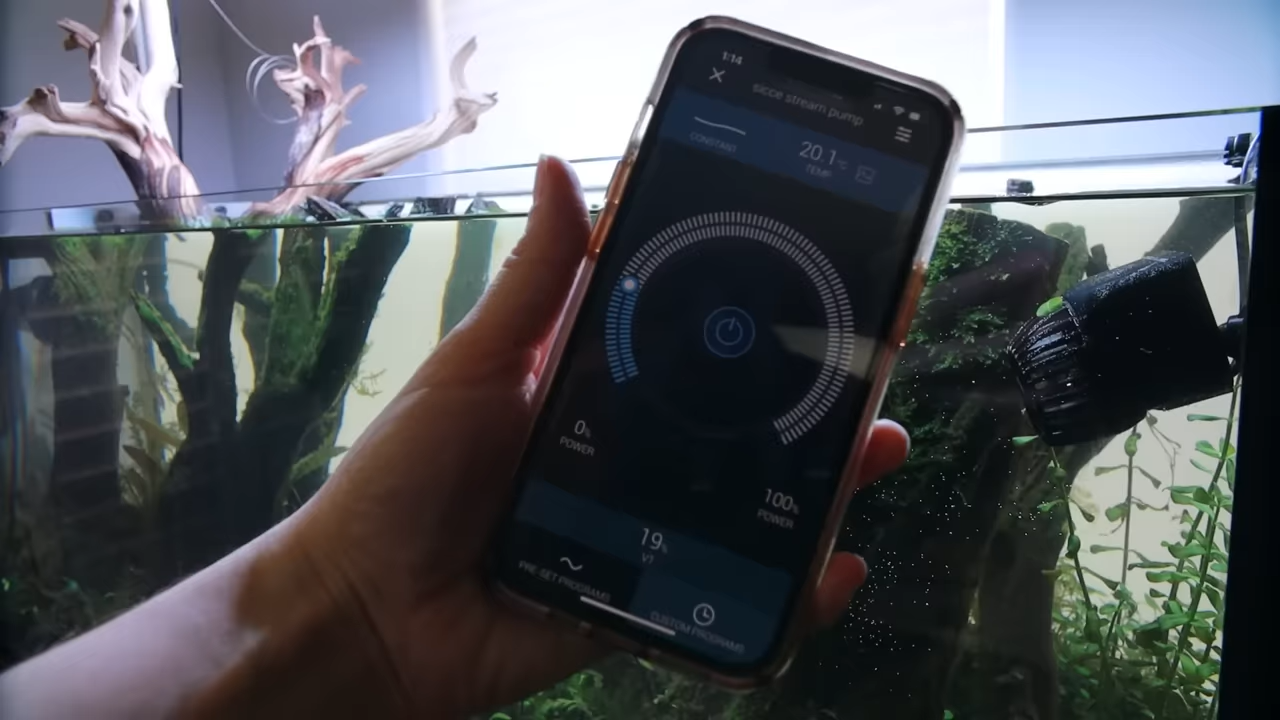 1:14
sicce stream pump
CONSTANT
20.1°C
TEMP
0%
POWER
100%
POWER
19%
V1
PRE-SET PROGRAMS
CUSTOM PROGRAMS